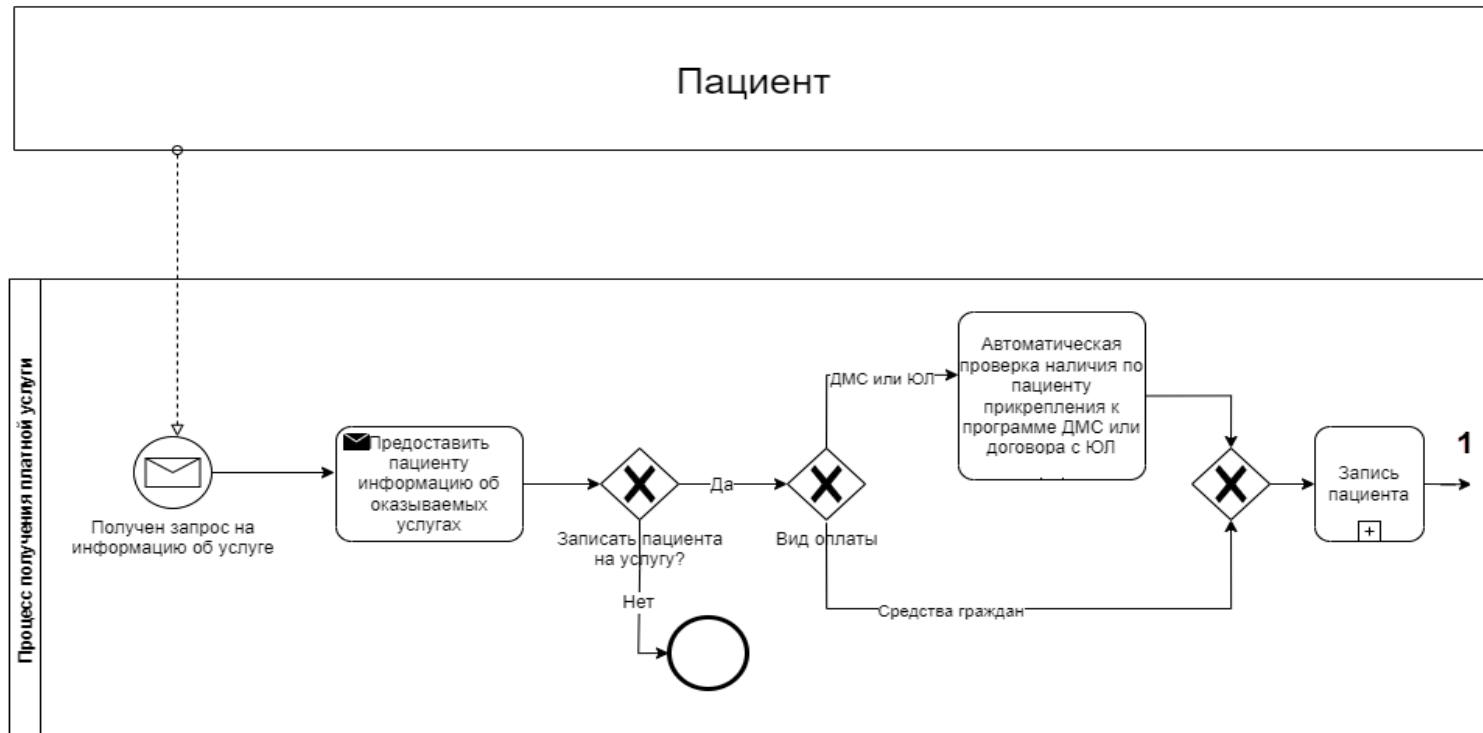 Пациент
Процесс получения платной услуги
Получен запрос на
информацию об услуге
Предоставить
пациенту
информацию об
оказываемых
услугах
Записать пациента
на услугу?
Да
Нет
Вид оплаты
ДМС или ЮЛ
Автоматическая
проверка наличия по
пациенту
прикрепления к
программе ДМС или
договора с ЮЛ
Средства граждан
Запись
пациента
1